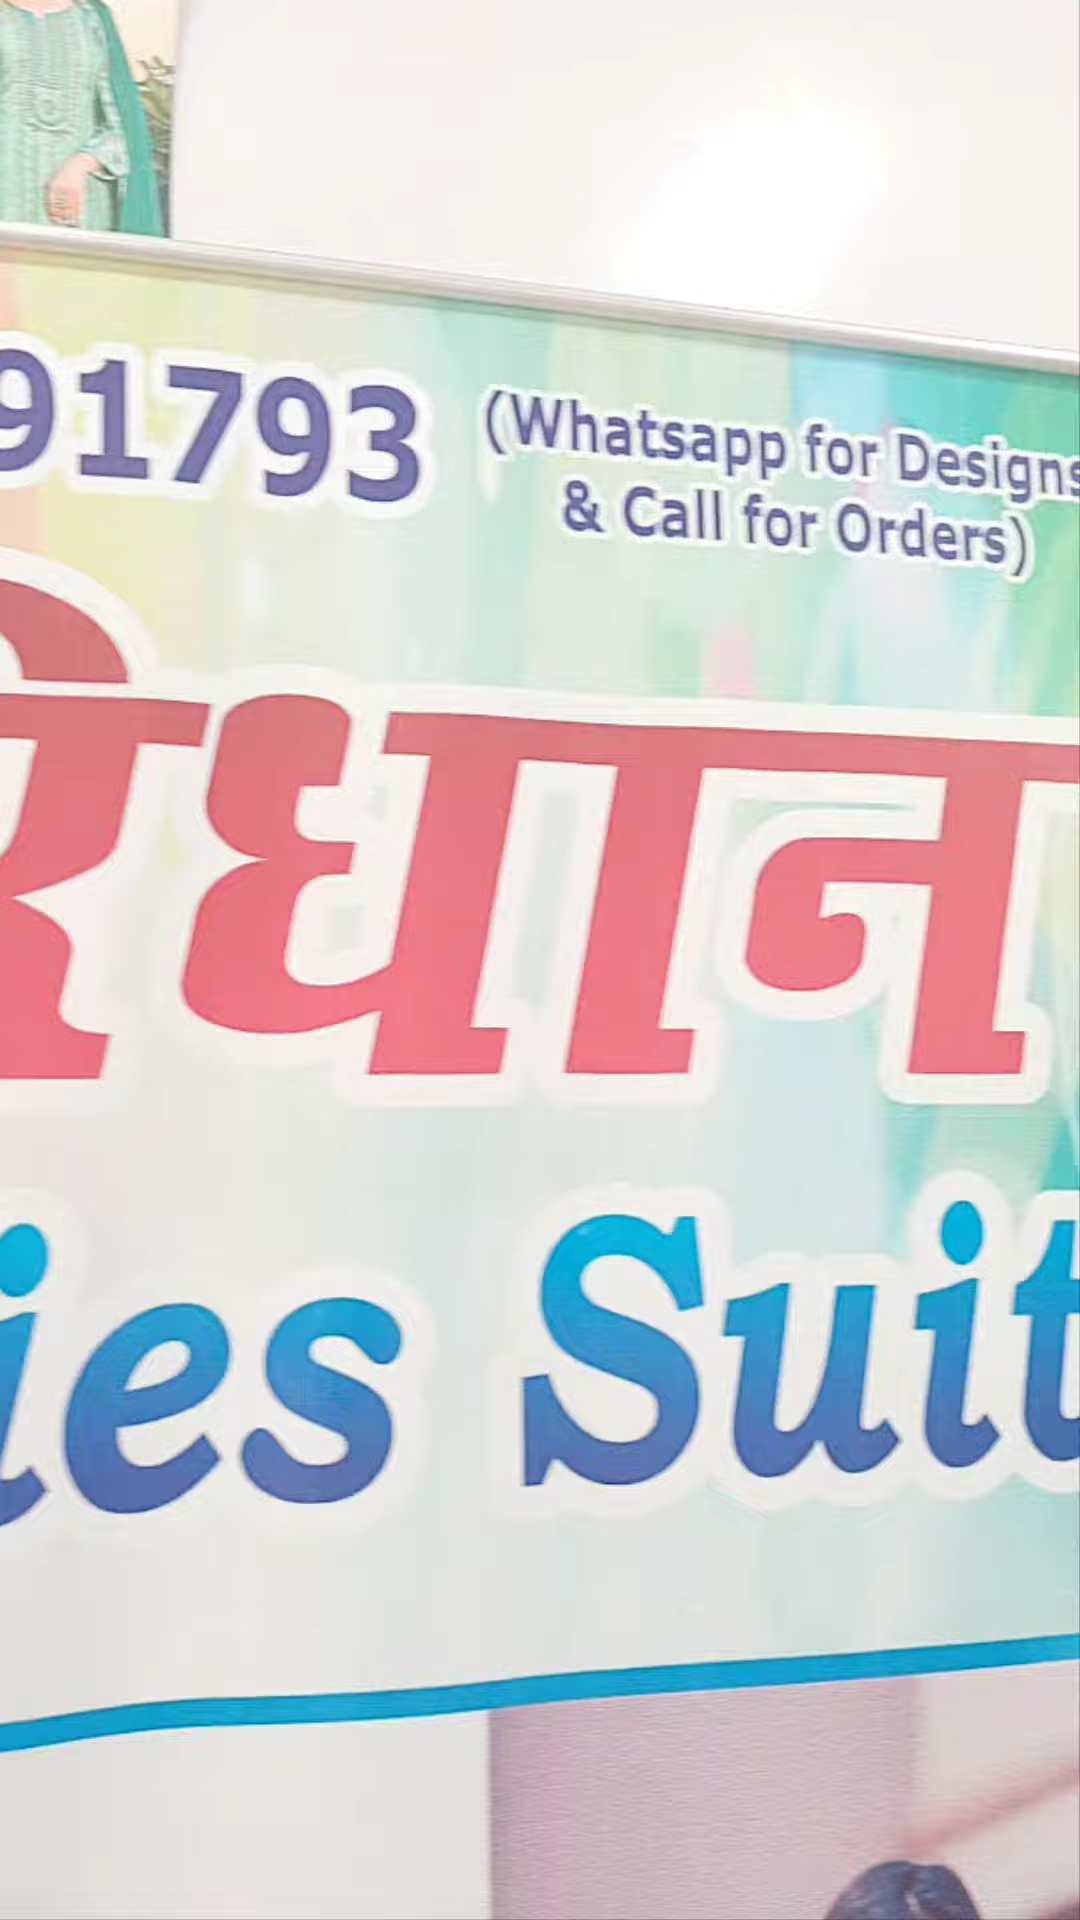 91793 (Whatsapp for Designs
& Call for Orders)
रिधान
ies Suit